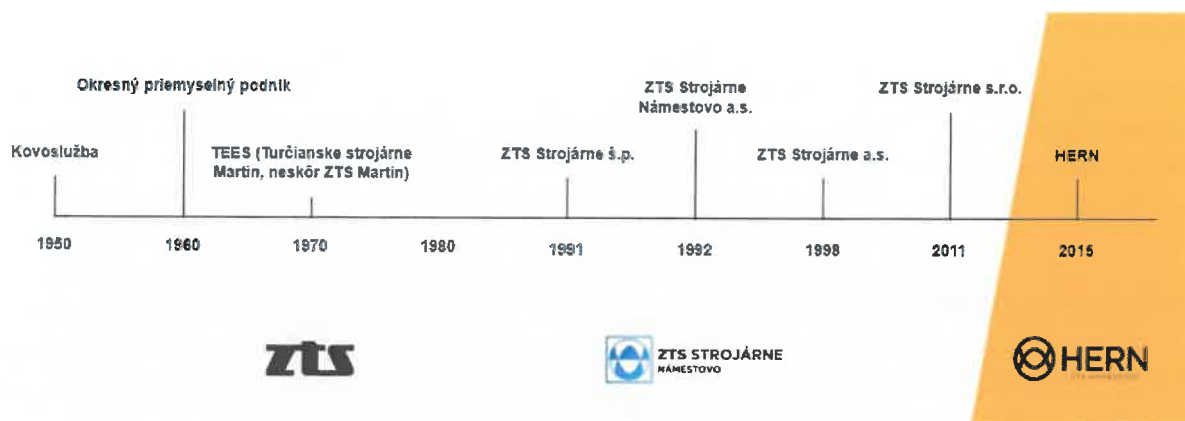 Okresný priemyselný podnik
ZTS Strojárne
Námestovo a.s.
ZTS Strojárne s.r.o.
Kovoslužba
TEES (Turčianske strojárne
Martin, neskôr ZTS Martin)
ZTS Strojárne š.p.
ZTS Strojárne a.s.
HERN
1950
1960
1970
1980
1991
1992
1998
2011
2015
zts
ZTS STROJÁRNE
NÁMESTOVO
HERN